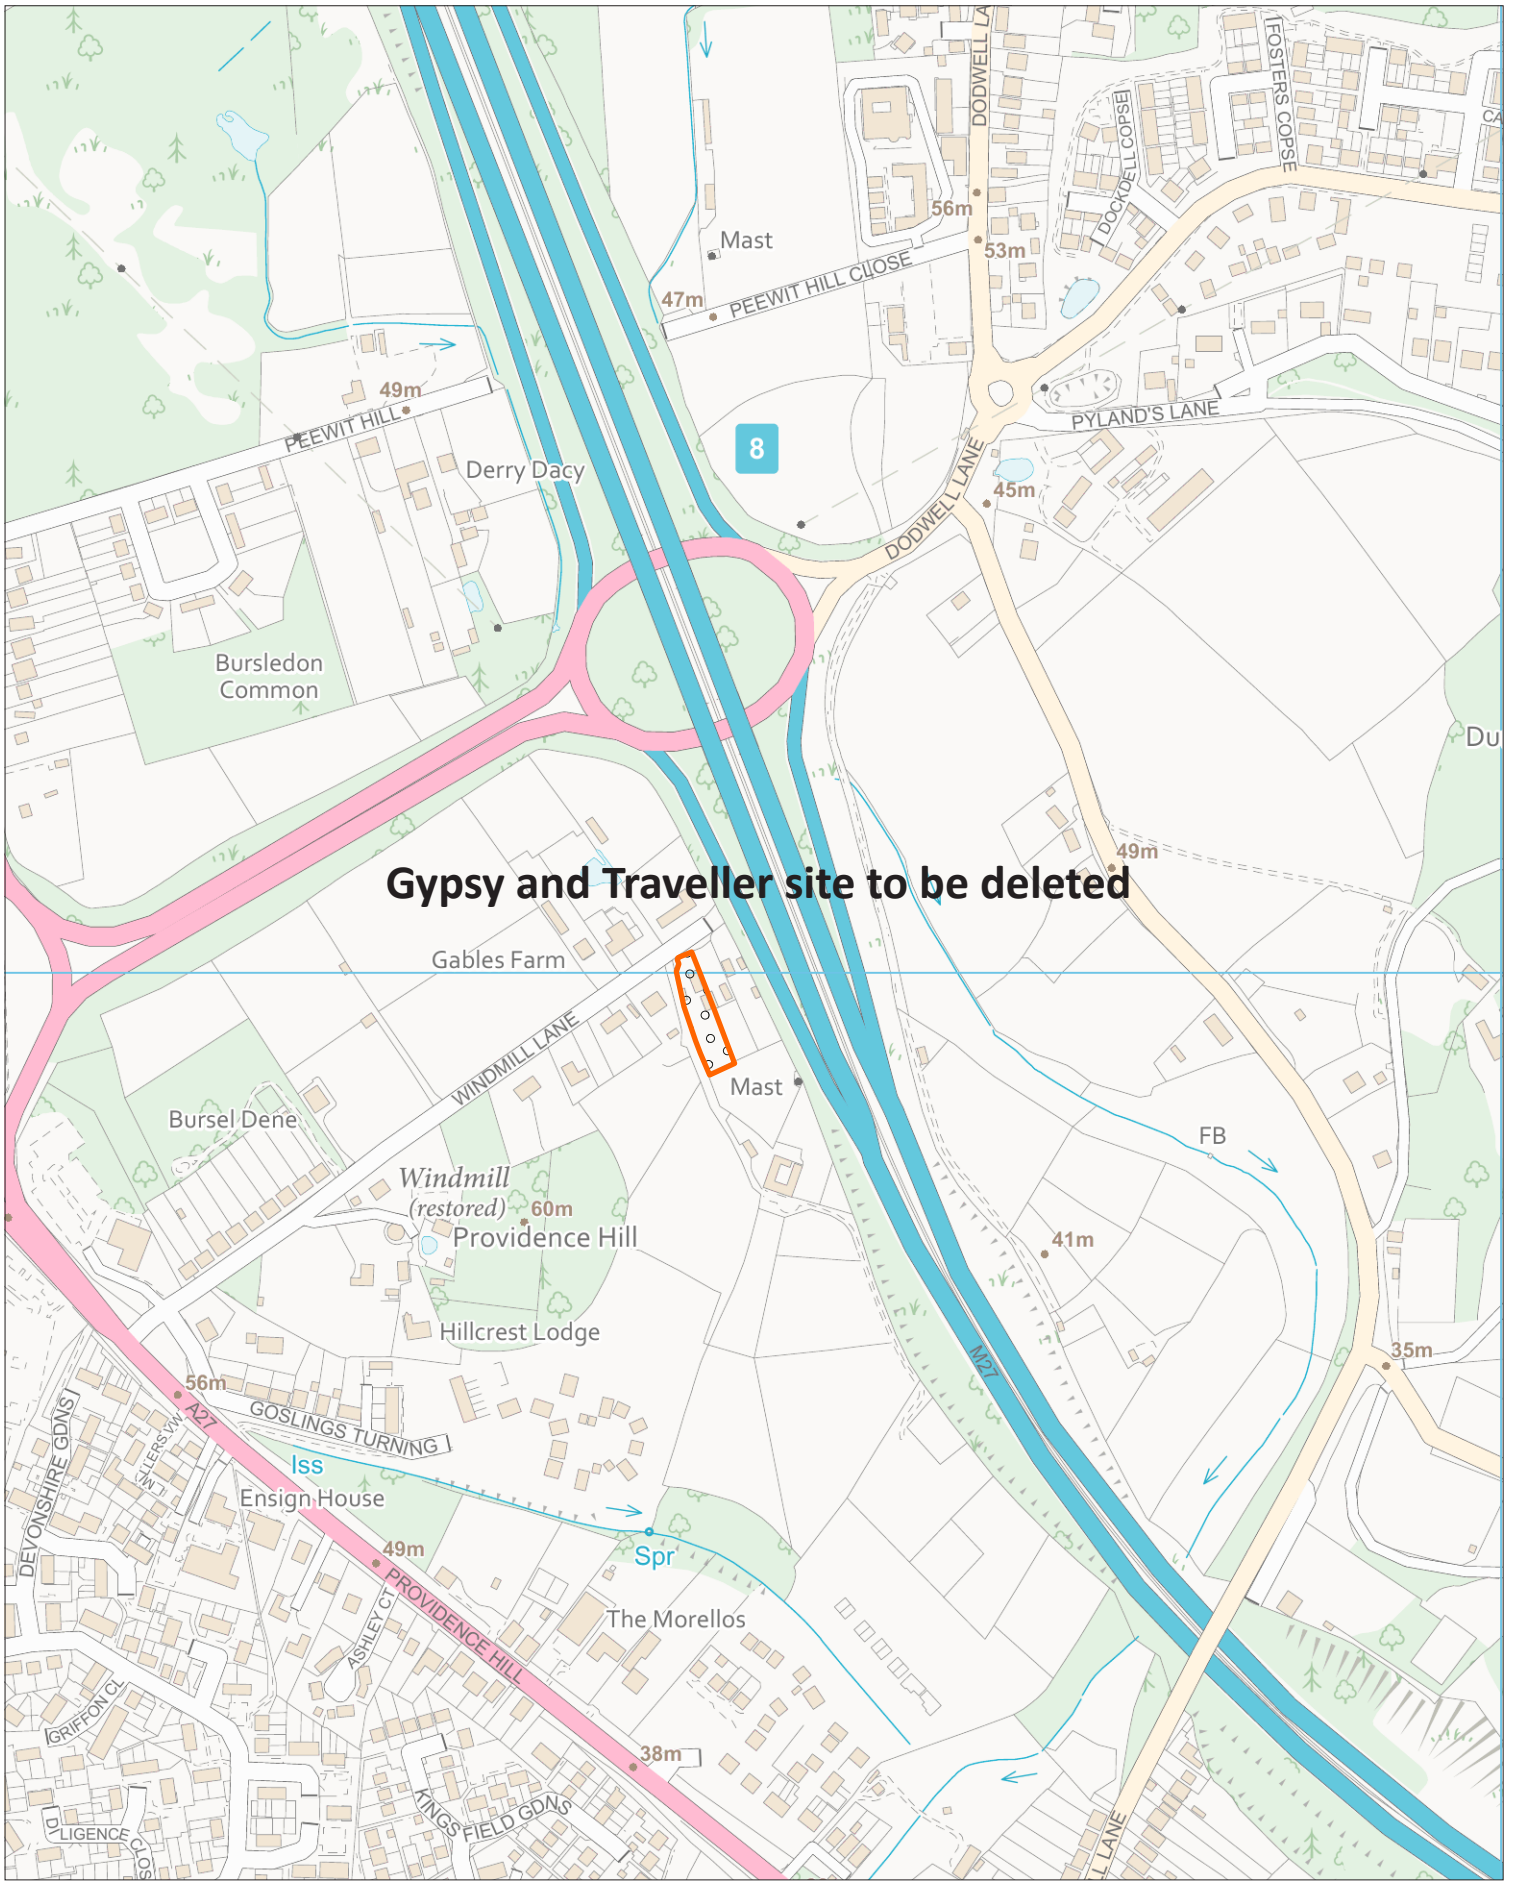 DODWELL LA
FOSTERS COPSE
CA
DOCKDELL COPSE
56m
53m
Mast
PEEWIT HILL CLOSE
47m
49m
PEEWIT HILL
PYLAND'S LANE
8
Derry Dacy
DODWELL LANE
45m
Bursledon
Common
Du
49m
Gypsy and Traveller site to be deleted
Gables Farm
WINDMILL LANE
Mast
Bursel Dene
FB
Windmill
(restored)
60m
Providence Hill
41m
Hillcrest Lodge
M27
35m
56m
A27
GOSLINGS TURNING
DEVONSHIRE GDNS
Iss
Ensign House
Spr
49m
PROVIDENCE HILL
ASHLEY CT
The Morellos
GRIFFON CL
38m
KINGS FIELD GDNS
LIGENCE CLOS
LL LANE